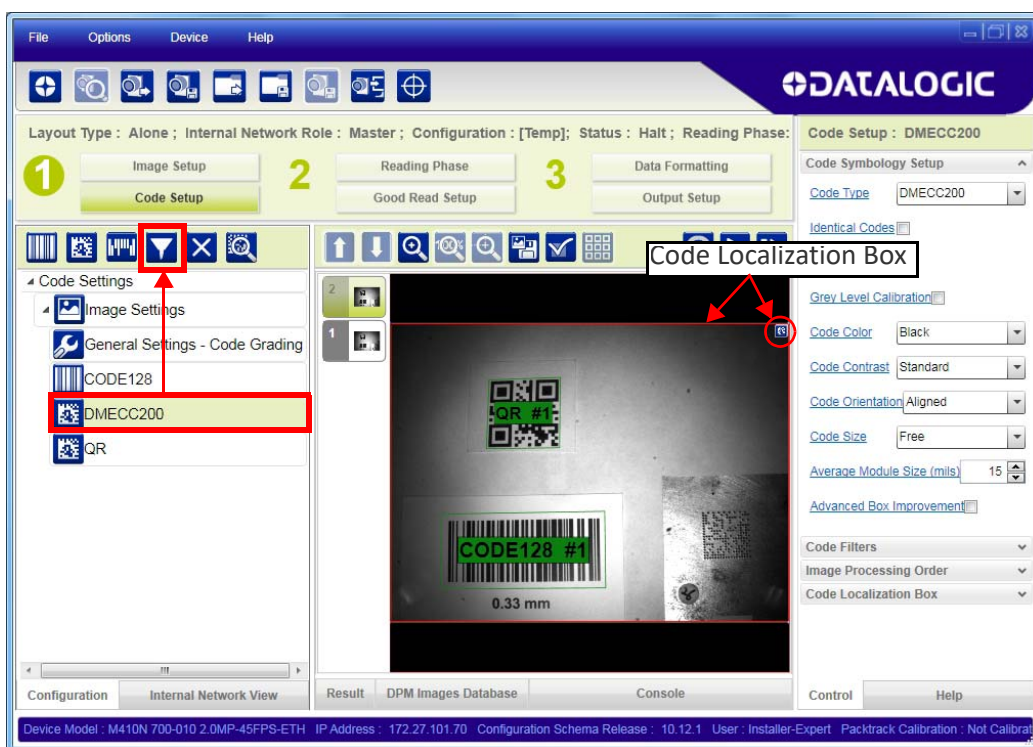 File Options Device Help
DATALOGIC
Layout Type : Alone ; Internal Network Role : Master ; Configuration : [Temp]; Status : Halt ; Reading Phase:
1
Image Setup
Code Setup
2
Reading Phase
Good Read Setup
3
Data Formatting
Output Setup
Code Settings
Image Settings
General Settings - Code Grading
CODE128
DMECC200
QR
Configuration
Internal Network View
100%
Code Localization Box
2
1
QR #1
CODE128 #1
0.33 mm
Result
DPM Images Database
Console
Code Setup : DMECC200
Code Symbology Setup
Code Type DMECC200
Identical Codes
Grey Level Calibration
Code Color Black
Code Contrast Standard
Code Orientation Aligned
Code Size Free
Average Module Size (mils) 15
Advanced Box Improvement
Code Filters
Image Processing Order
Code Localization Box
Control
Help
Device Model : M410N 700-010 2.0MP-45FPS-ETH IP Address : 172.27.101.70 Configuration Schema Release : 10.12.1 User : Installer-Expert Packtrack Calibration : Not Calibrat